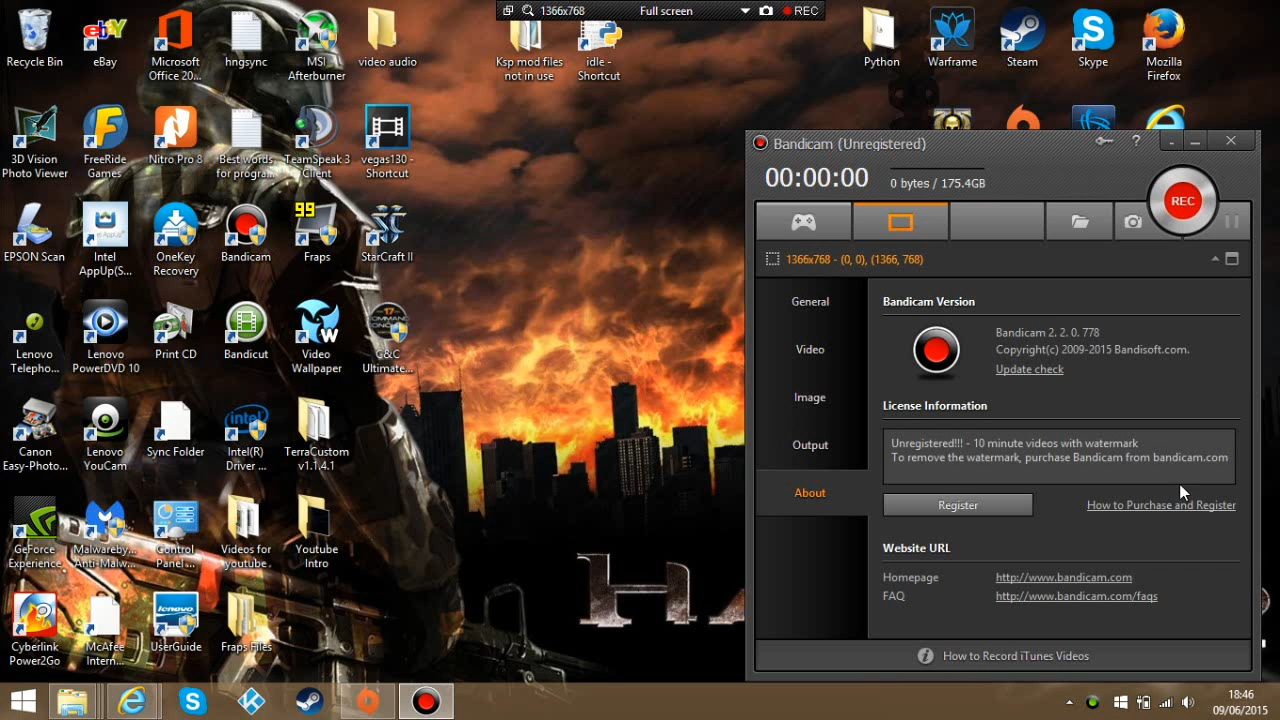 1366x768
Full screen
REC
Recycle Bin
eBay
Microsoft
Office 20...
hngsync
MSI
Afterburner
video audio
Ksp mod files
not in use
idle -
Shortcut
Python
Warframe
Steam
Skype
Mozilla
Firefox
3D Vision
Photo Viewer
FreeRide
Games
Nitro Pro 8
Best words
for progra...
TeamSpeak 3
Client
vegas130 -
Shortcut
EPSON Scan
Intel
AppUp(S...
OneKey
Recovery
Bandicam
99
Fraps
StarCraft II
Lenovo
Telepho...
Lenovo
PowerDVD 10
Print CD
Bandicut
Video
Wallpaper
C&C
Ultimate...
Canon
Easy-Photo...
Lenovo
YouCam
Sync Folder
intel
Intel(R)
Driver ...
TerraCustom
v1.1.4.1
GeForce
Experience
Malwareby...
Anti-Malw...
Control
Panel ...
Videos for
youtube
Youtube
Intro
Cyberlink
Power2Go
McAfee
Intern...
lenovo
UserGuide
Fraps Files
Bandicam (Unregistered)
?
00:00:00
0 bytes / 175.4GB
REC
1366x768 - (0, 0), (1366, 768)
General
Video
Image
Output
About
Bandicam Version
Bandicam 2. 2. 0. 778
Copyright(c) 2009-2015 Bandisoft.com.
Update check
License Information
Unregistered!!! - 10 minute videos with watermark
To remove the watermark, purchase Bandicam from bandicam.com
Register
How to Purchase and Register
Website URL
Homepage
http://www.bandicam.com
FAQ
http://www.bandicam.com/faqs
How to Record iTunes Videos
18:46
09/06/2015